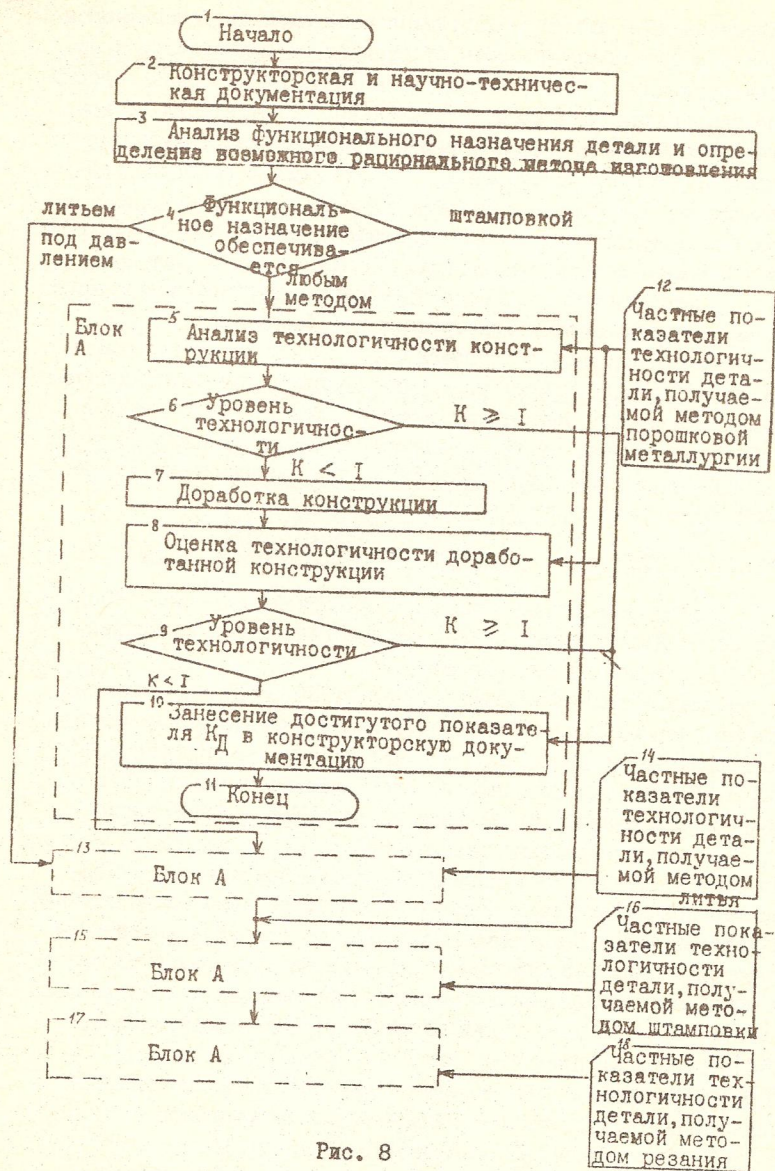 1
Начало
2
Конструкторская и научно-техничес-
кая документация
3
Анализ функционального назначения детали и опре-
деление возможного рационального метода изготовления
4
Функциональ-
ное назначение
обеспечива-
ется
литьем
под дав-
лением
штамповкой
любым
методом
Блок
А
5
Анализ технологичности конст-
рукции
6
Уровень
технологичнос-
ти
К ⩾ I
К < I
7
Доработка конструкции
8
Оценка технологичности дорабо-
танной конструкции
9
Уровень
технологичности
К ⩾ I
К < I
10
Занесение достигутого показате-
ля КД в конструкторскую доку-
ментацию
11
Конец
12
Частные по-
казатели
технологич-
ности дета-
ли,получае-
мой методом
порошковой
металлургии
13
Блок А
14
Частные по-
казатели
технологич-
ности дета-
ли,получае-
мой методом
литья
15
Блок А
16
Частные пока-
затели техно-
логичности
детали,полу-
чаемой мето-
дом штамповки
17
Блок А
18
Частные по-
казатели тех-
нологичности
детали,полу-
чаемой мето-
дом резания
Рис. 8